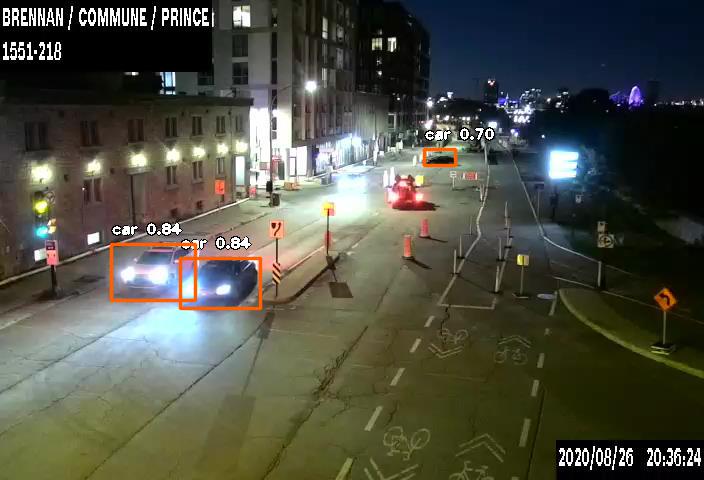 BRENNAN / COMMUNE / PRINCE
1551-218
car 0.70
car 0.84
car 0.84
2020/08/26 20:36:24